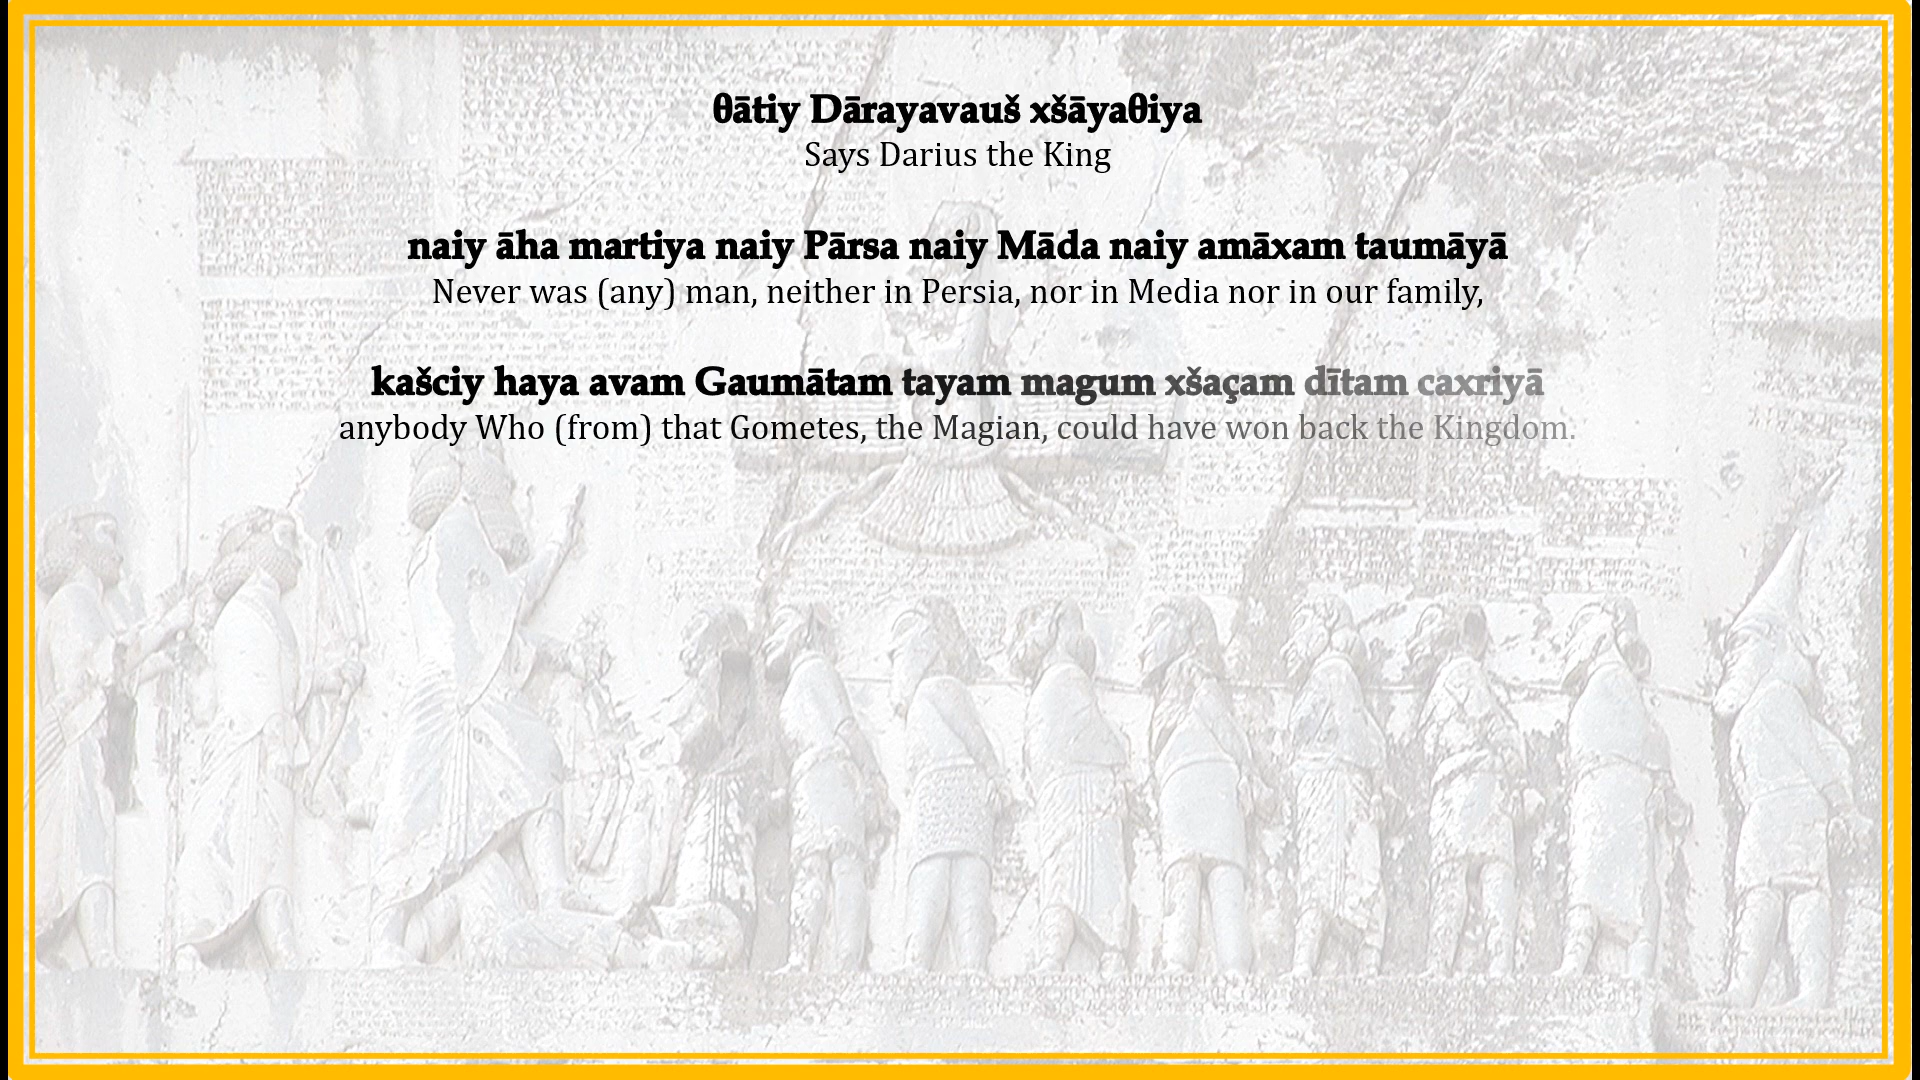 θātiy Dārayavauš xšāyaθiya
Says Darius the King
naiy āha martiya naiy Pārsa naiy Māda naiy amāxam taumāyā
Never was (any) man, neither in Persia, nor in Media nor in our family,
kašciy haya avam Gaumātam tayam magum xšaçam dītam caxriyā
anybody Who (from) that Gometes, the Magian, could have won back the Kingdom.